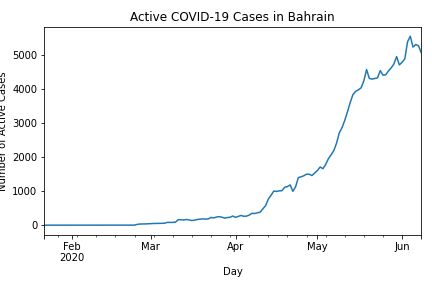 Active COVID-19 Cases in Bahrain
Number of Active Cases
5000
4000
3000
2000
1000
0
Feb
2020
Mar
Apr
May
Jun
Day